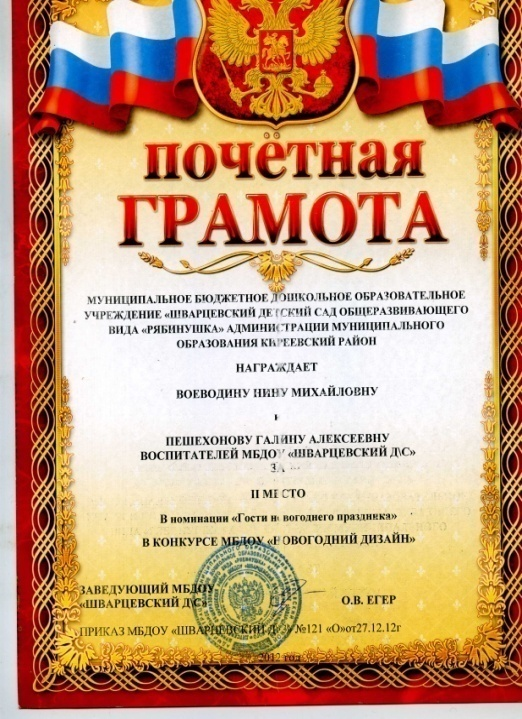 почётная
ГРАМОТА
МУНИЦИПАЛЬНОЕ БЮДЖЕТНОЕ ДОШКОЛЬНОЕ ОБРАЗОВАТЕЛЬНОЕ
УЧРЕЖДЕНИЕ «ШВАРЦЕВСКИЙ ДЕТСКИЙ САД ОБЩЕРАЗВИВАЮЩЕГО
ВИДА «РЯБИНУШКА» АДМИНИСТРАЦИИ МУНИЦИПАЛЬНОГО
ОБРАЗОВАНИЯ КИРЕЕВСКИЙ РАЙОН
НАГРАЖДАЕТ
ВОЕВОДИНУ НИНУ МИХАЙЛОВНУ
и
ПЕШЕХОНОВУ ГАЛИНУ АЛЕКСЕЕВНУ
ВОСПИТАТЕЛЕЙ МБДОУ «ШВАРЦЕВСКИЙ Д\С»
ЗА
II МЕСТО
В номинации «Гости новогоднего праздника»
В КОНКУРСЕ МБДОУ «НОВОГОДНИЙ ДИЗАЙН»
ЗАВЕДУЮЩИЙ МБДОУ
«ШВАРЦЕВСКИЙ Д\С» О.В. ЕГЕР
ПРИКАЗ МБДОУ «ШВАРЦЕВСКИЙ Д\С» №121 «О»от27.12.12г
2012 год